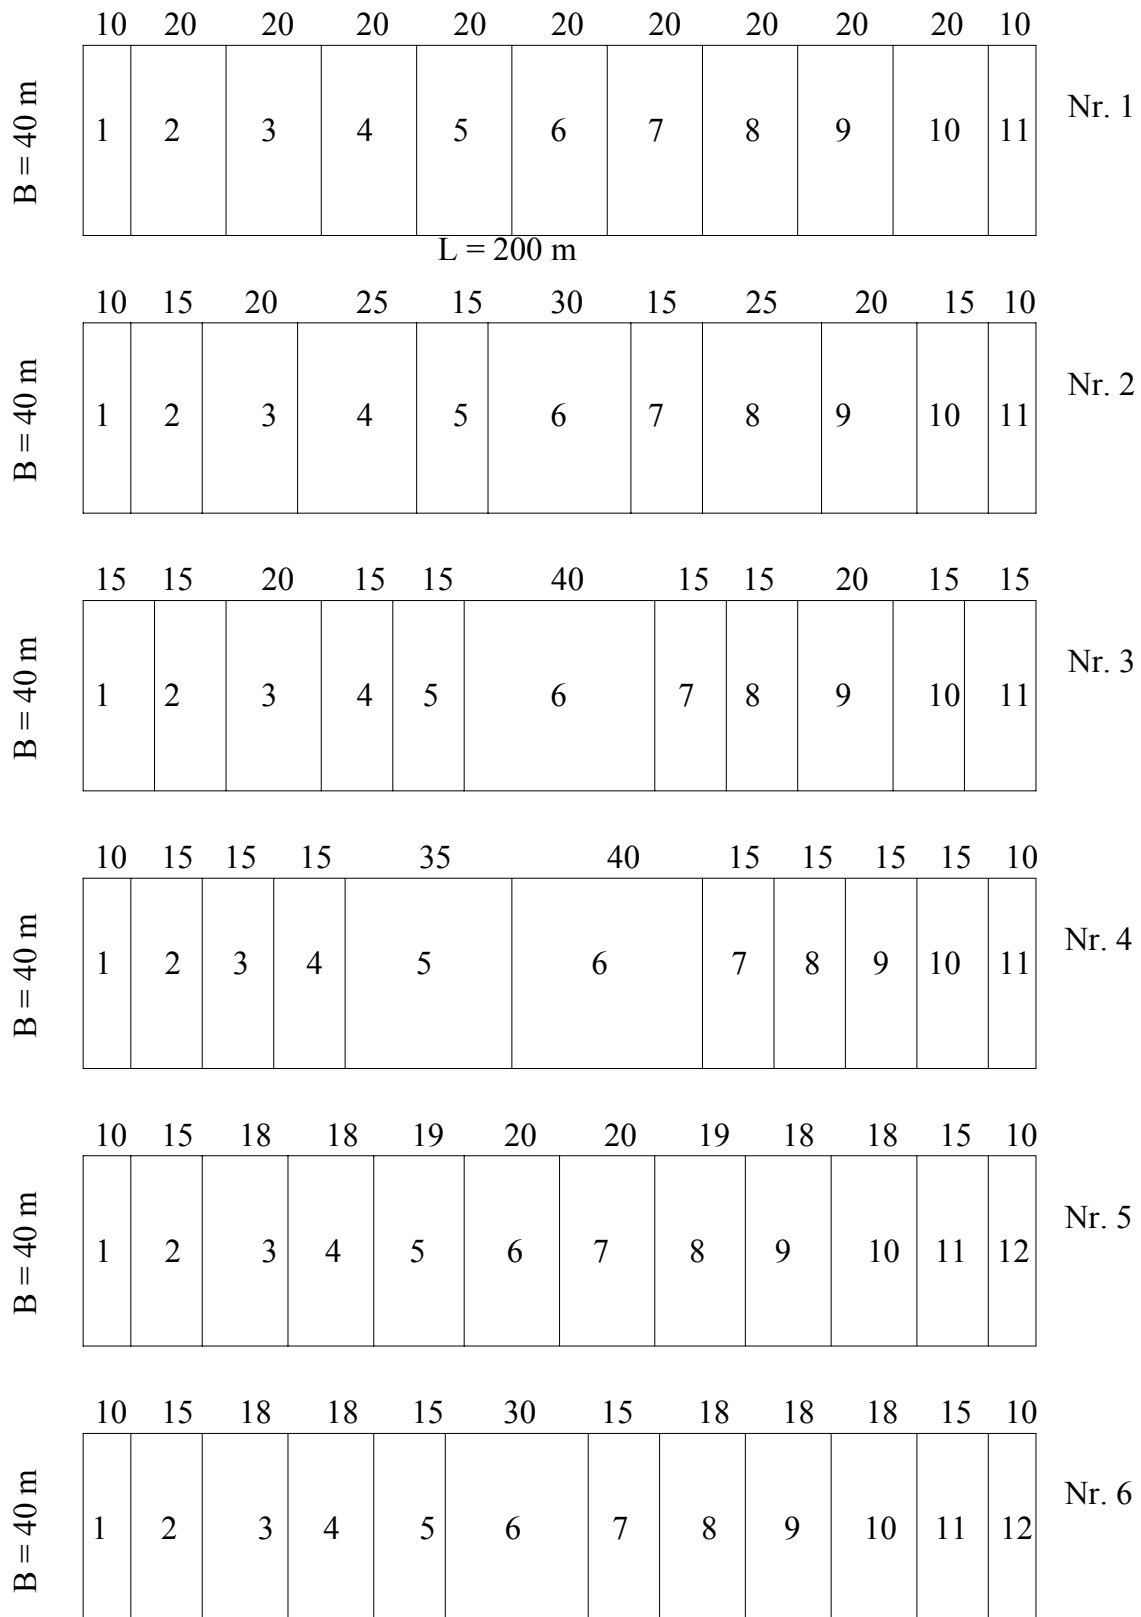 10 20 20 20 20 20 20 20 20 20 10
B = 40 m
1 2 3 4 5 6 7 8 9 10 11
Nr. 1
L = 200 m
10 15 20 25 15 30 15 25 20 15 10
B = 40 m
1 2 3 4 5 6 7 8 9 10 11
Nr. 2
15 15 20 15 15 40 15 15 20 15 15
B = 40 m
1 2 3 4 5 6 7 8 9 10 11
Nr. 3
10 15 15 15 35 40 15 15 15 15 10
B = 40 m
1 2 3 4 5 6 7 8 9 10 11
Nr. 4
10 15 18 18 19 20 20 19 18 18 15 10
B = 40 m
1 2 3 4 5 6 7 8 9 10 11 12
Nr. 5
10 15 18 18 15 30 15 18 18 18 15 10
B = 40 m
1 2 3 4 5 6 7 8 9 10 11 12
Nr. 6